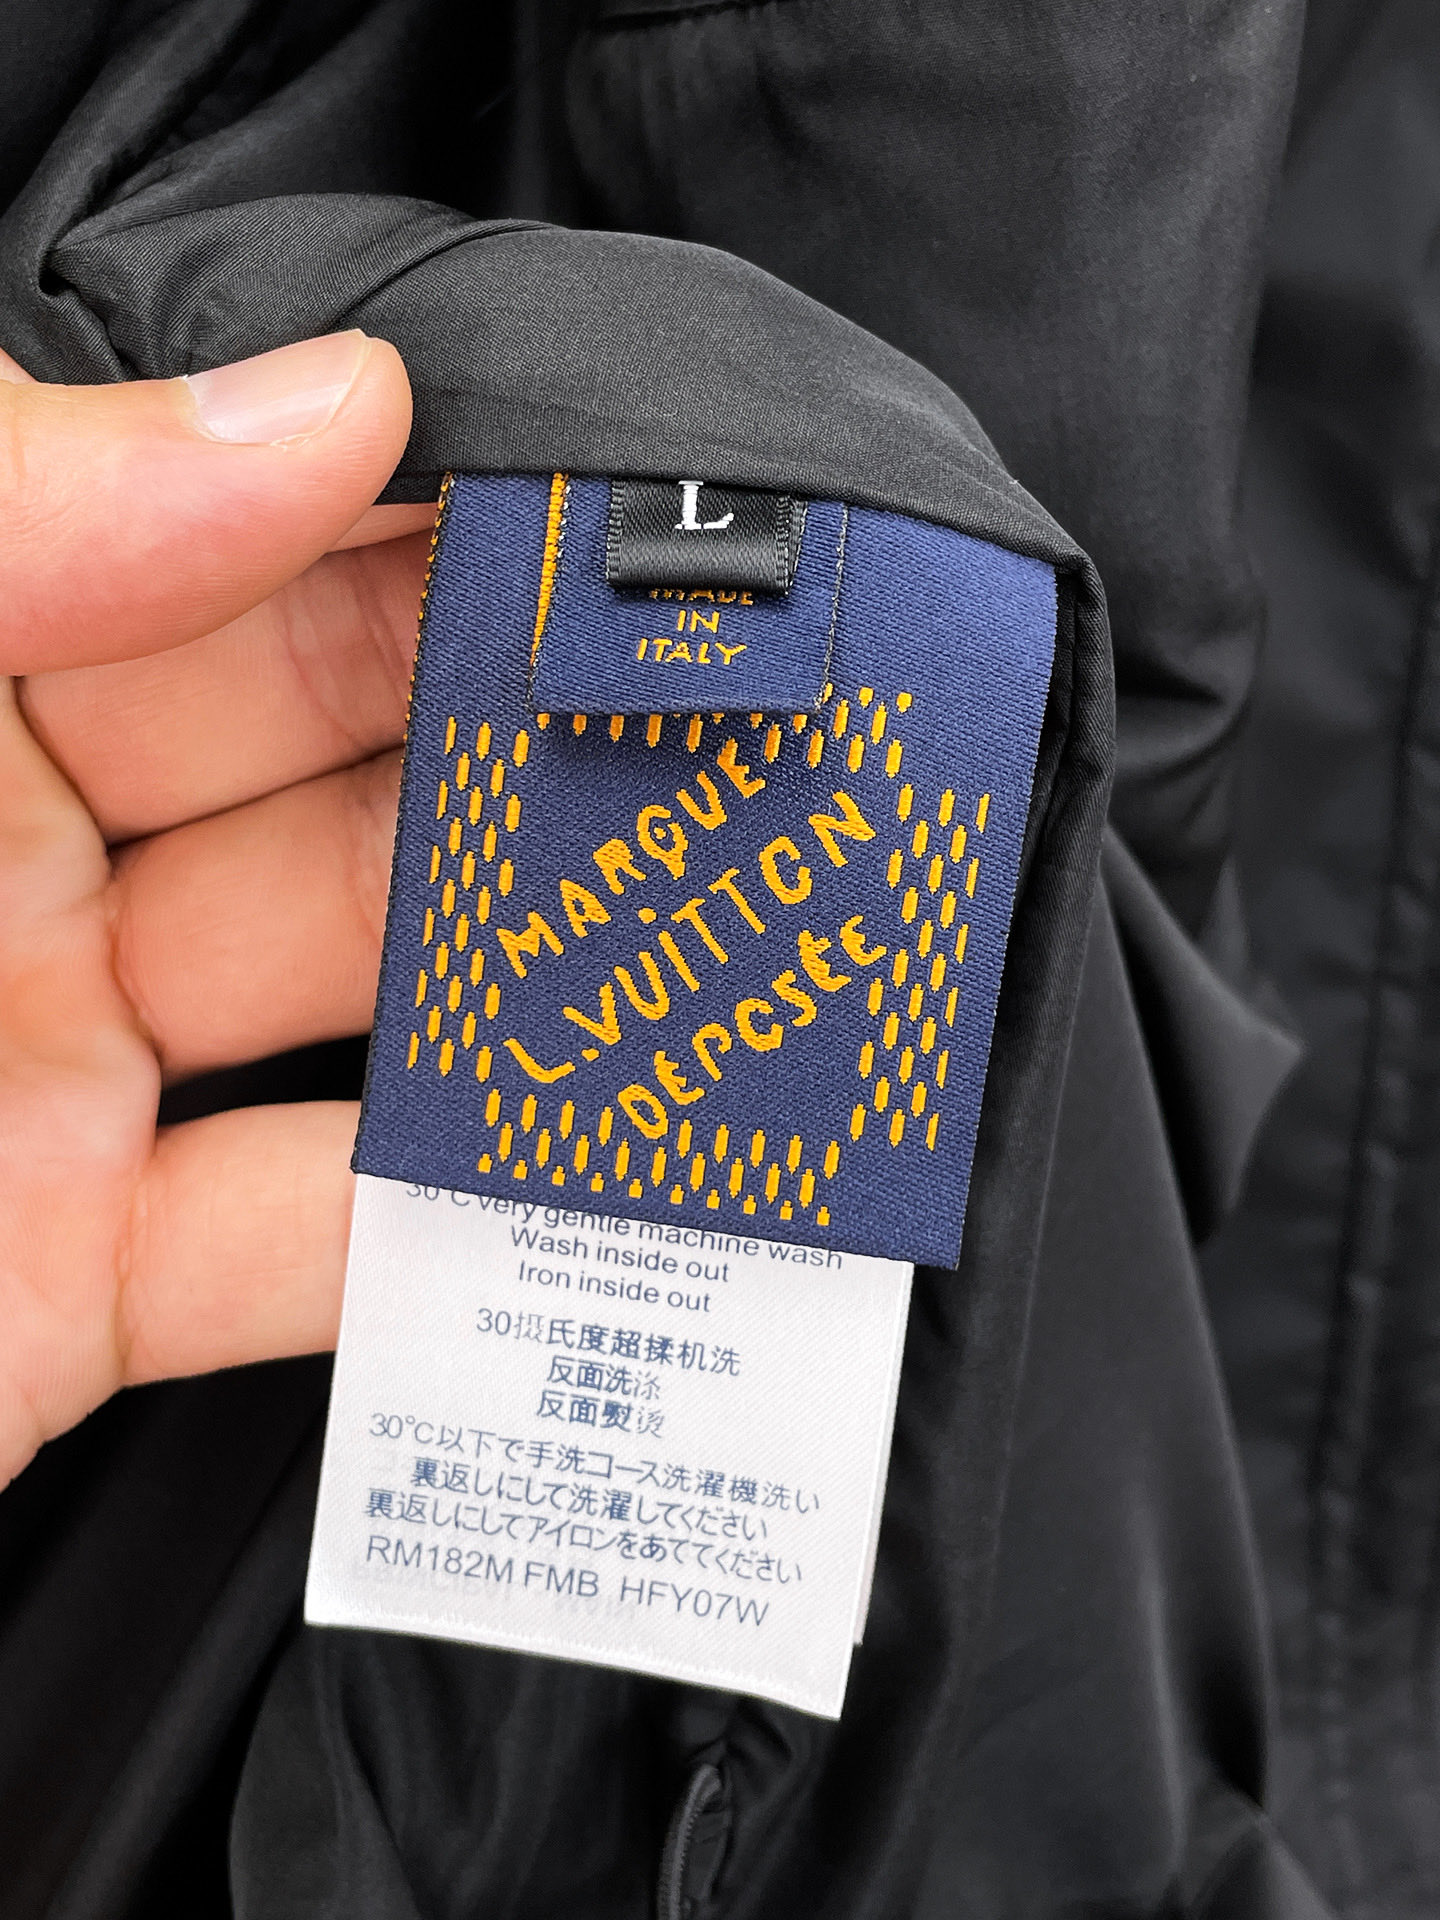 L
MADE
IN
ITALY
MARQUE
L.VUITTON
DÉPOSÉE
30°C very gentle machine wash
Wash inside out
Iron inside out
30摄氏度超揉机洗
反面洗涤
反面熨烫
30°C以下で手洗コース洗濯機洗い
裏返しにして洗濯してください
裏返しにしてアイロンをあててください
RM182M FMB HFY07W